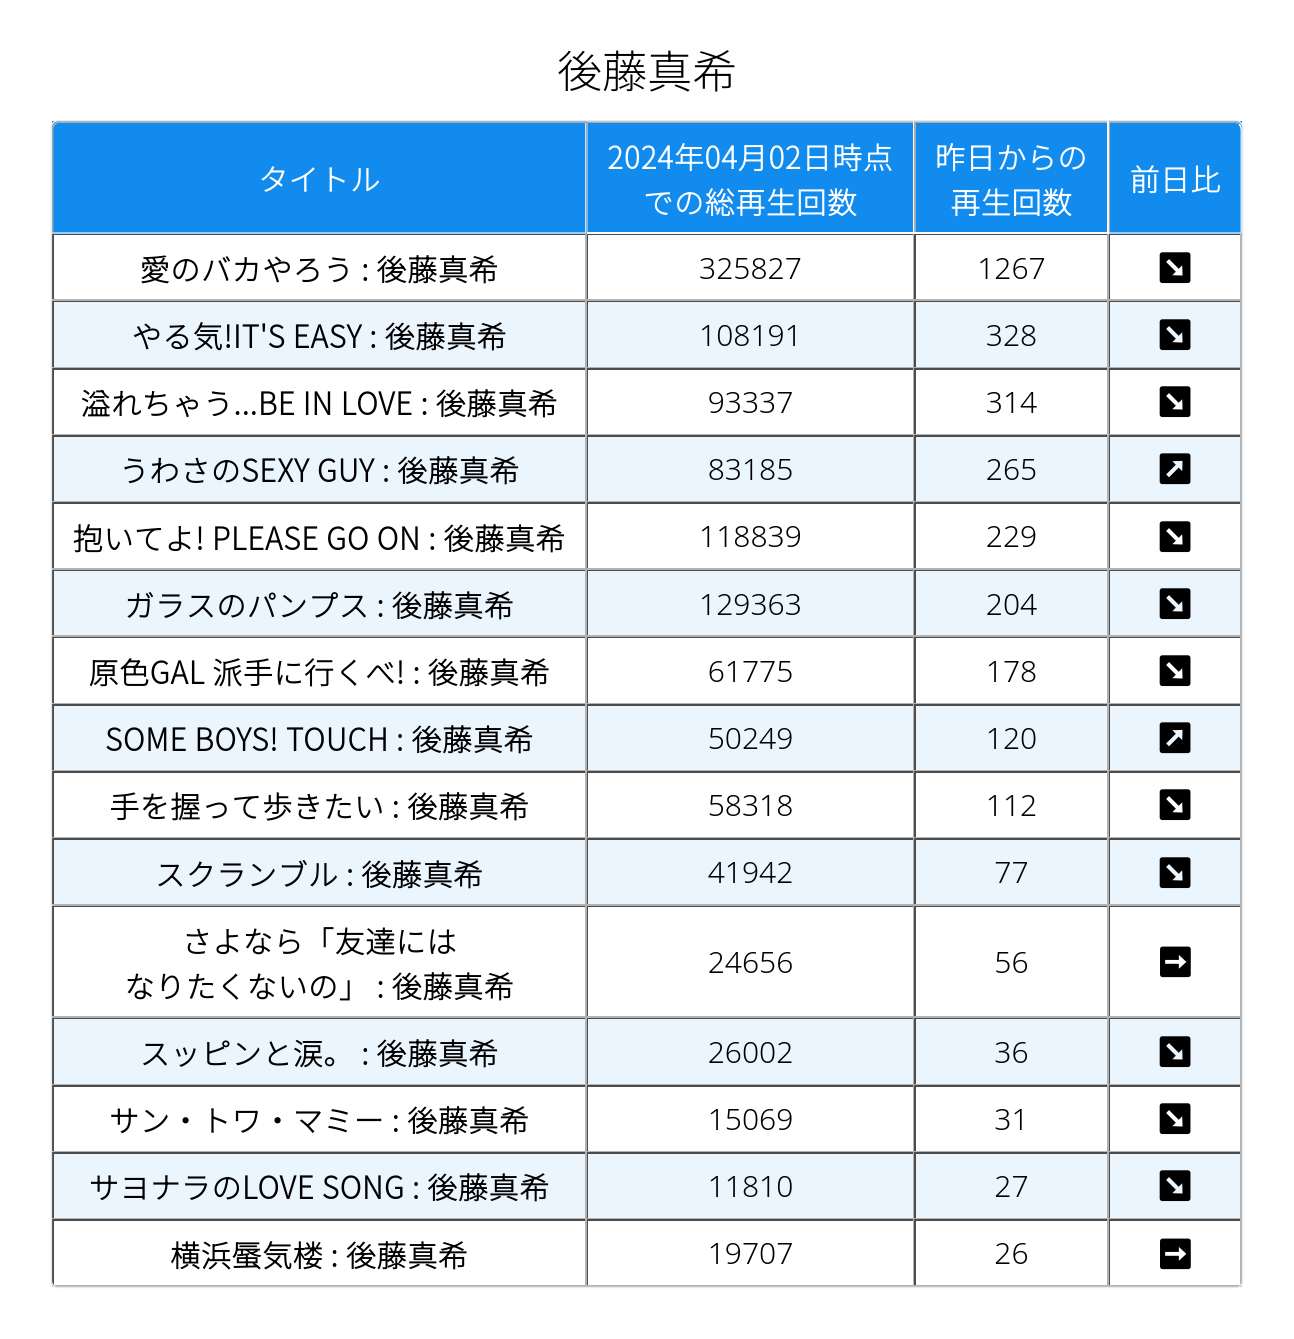 後藤真希
タイトル
2024年04月02日時点
での総再生回数
昨日からの
再生回数
前日比
愛のバカやろう : 後藤真希 325827 1267 ↘
やる気!IT'S EASY : 後藤真希 108191 328 ↘
溢れちゃう...BE IN LOVE : 後藤真希 93337 314 ↘
うわさのSEXY GUY : 後藤真希 83185 265 ↗
抱いてよ! PLEASE GO ON : 後藤真希 118839 229 ↘
ガラスのパンプス : 後藤真希 129363 204 ↘
原色GAL 派手に行くべ! : 後藤真希 61775 178 ↘
SOME BOYS! TOUCH : 後藤真希 50249 120 ↗
手を握って歩きたい : 後藤真希 58318 112 ↘
スクランブル : 後藤真希 41942 77 ↘
さよなら「友達には
なりたくないの」 : 後藤真希 24656 56 ➡
スッピンと涙。 : 後藤真希 26002 36 ↘
サン・トワ・マミー : 後藤真希 15069 31 ↘
サヨナラのLOVE SONG : 後藤真希 11810 27 ↘
横浜蜃気楼 : 後藤真希 19707 26 ➡